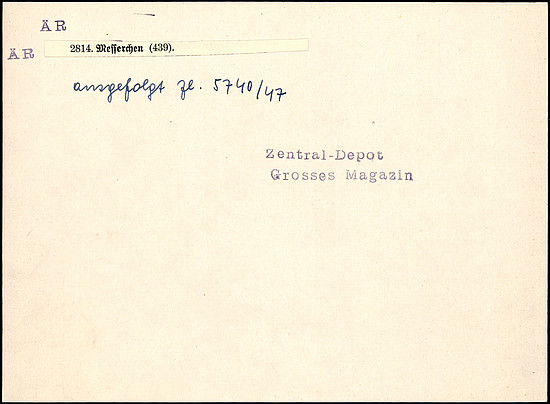 ÄR
ÄR 2814. Messerchen (439).
ausgefolgt Zl. 5740/47
Zentral-Depot
Grosses Magazin